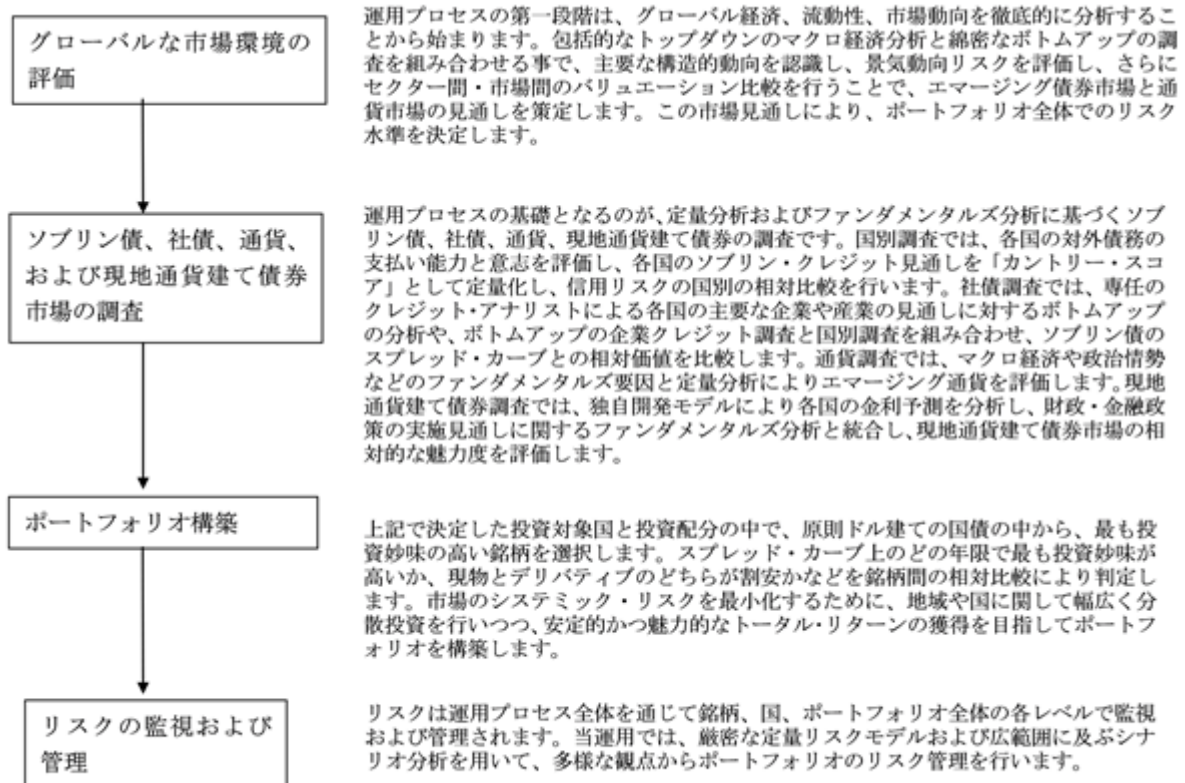 グローバルな市場環境の
評価
運用プロセスの第一段階は、グローバル経済、流動性、市場動向を徹底的に分析するこ
とから始まります。包括的なトップダウンのマクロ経済分析と綿密なボトムアップの調
査を組み合わせる事で、主要な構造的動向を認識し、景気動向リスクを評価し、さらに
セクター間・市場間のバリュエーション比較を行うことで、エマージング債券市場と通
貨市場の見通しを策定します。この市場見通しにより、ポートフォリオ全体でのリスク
水準を決定します。
ソブリン債、社債、通貨、
および現地通貨建て債券
市場の調査
運用プロセスの基礎となるのが、定量分析およびファンダメンタルズ分析に基づくソブ
リン債、社債、通貨、現地通貨建て債券の調査です。国別調査では、各国の対外債務の
支払い能力と意志を評価し、各国のソブリン・クレジット見通しを「カントリー・スコ
ア」として定量化し、信用リスクの国別の相対比較を行います。社債調査では、専任の
クレジット・アナリストによる各国の主要な企業や産業の見通しに対するボトムアップ
の分析や、ボトムアップの企業クレジット調査と国別調査を組み合わせ、ソブリン債の
スプレッド・カーブとの相対価値を比較します。通貨調査では、マクロ経済や政治情勢
などのファンダメンタルズ要因と定量分析によりエマージング通貨を評価します。現地
通貨建て債券調査では、独自開発モデルにより各国の金利予測を分析し、財政・金融政
策の実施見通しに関するファンダメンタルズ分析と統合し、現地通貨建て債券市場の相
対的な魅力度を評価します。
ポートフォリオ構築
上記で決定した投資対象国と投資配分の中で、原則ドル建ての国債の中から、最も投
資妙味の高い銘柄を選択します。スプレッド・カーブ上のどの年限で最も投資妙味が
高いか、現物とデリバティブのどちらが割安かなどを銘柄間の相対比較により判定し
ます。市場のシステミック・リスクを最小化するために、地域や国に関して幅広く分
散投資を行いつつ、安定的かつ魅力的なトータル・リターンの獲得を目指してポートフ
ォリオを構築します。
リスクの監視および
管理
リスクは運用プロセス全体を通じて銘柄、国、ポートフォリオ全体の各レベルで監視
および管理されます。当運用では、厳密な定量リスクモデルおよび広範囲に及ぶシナ
リオ分析を用いて、多様な観点からポートフォリオのリスク管理を行います。